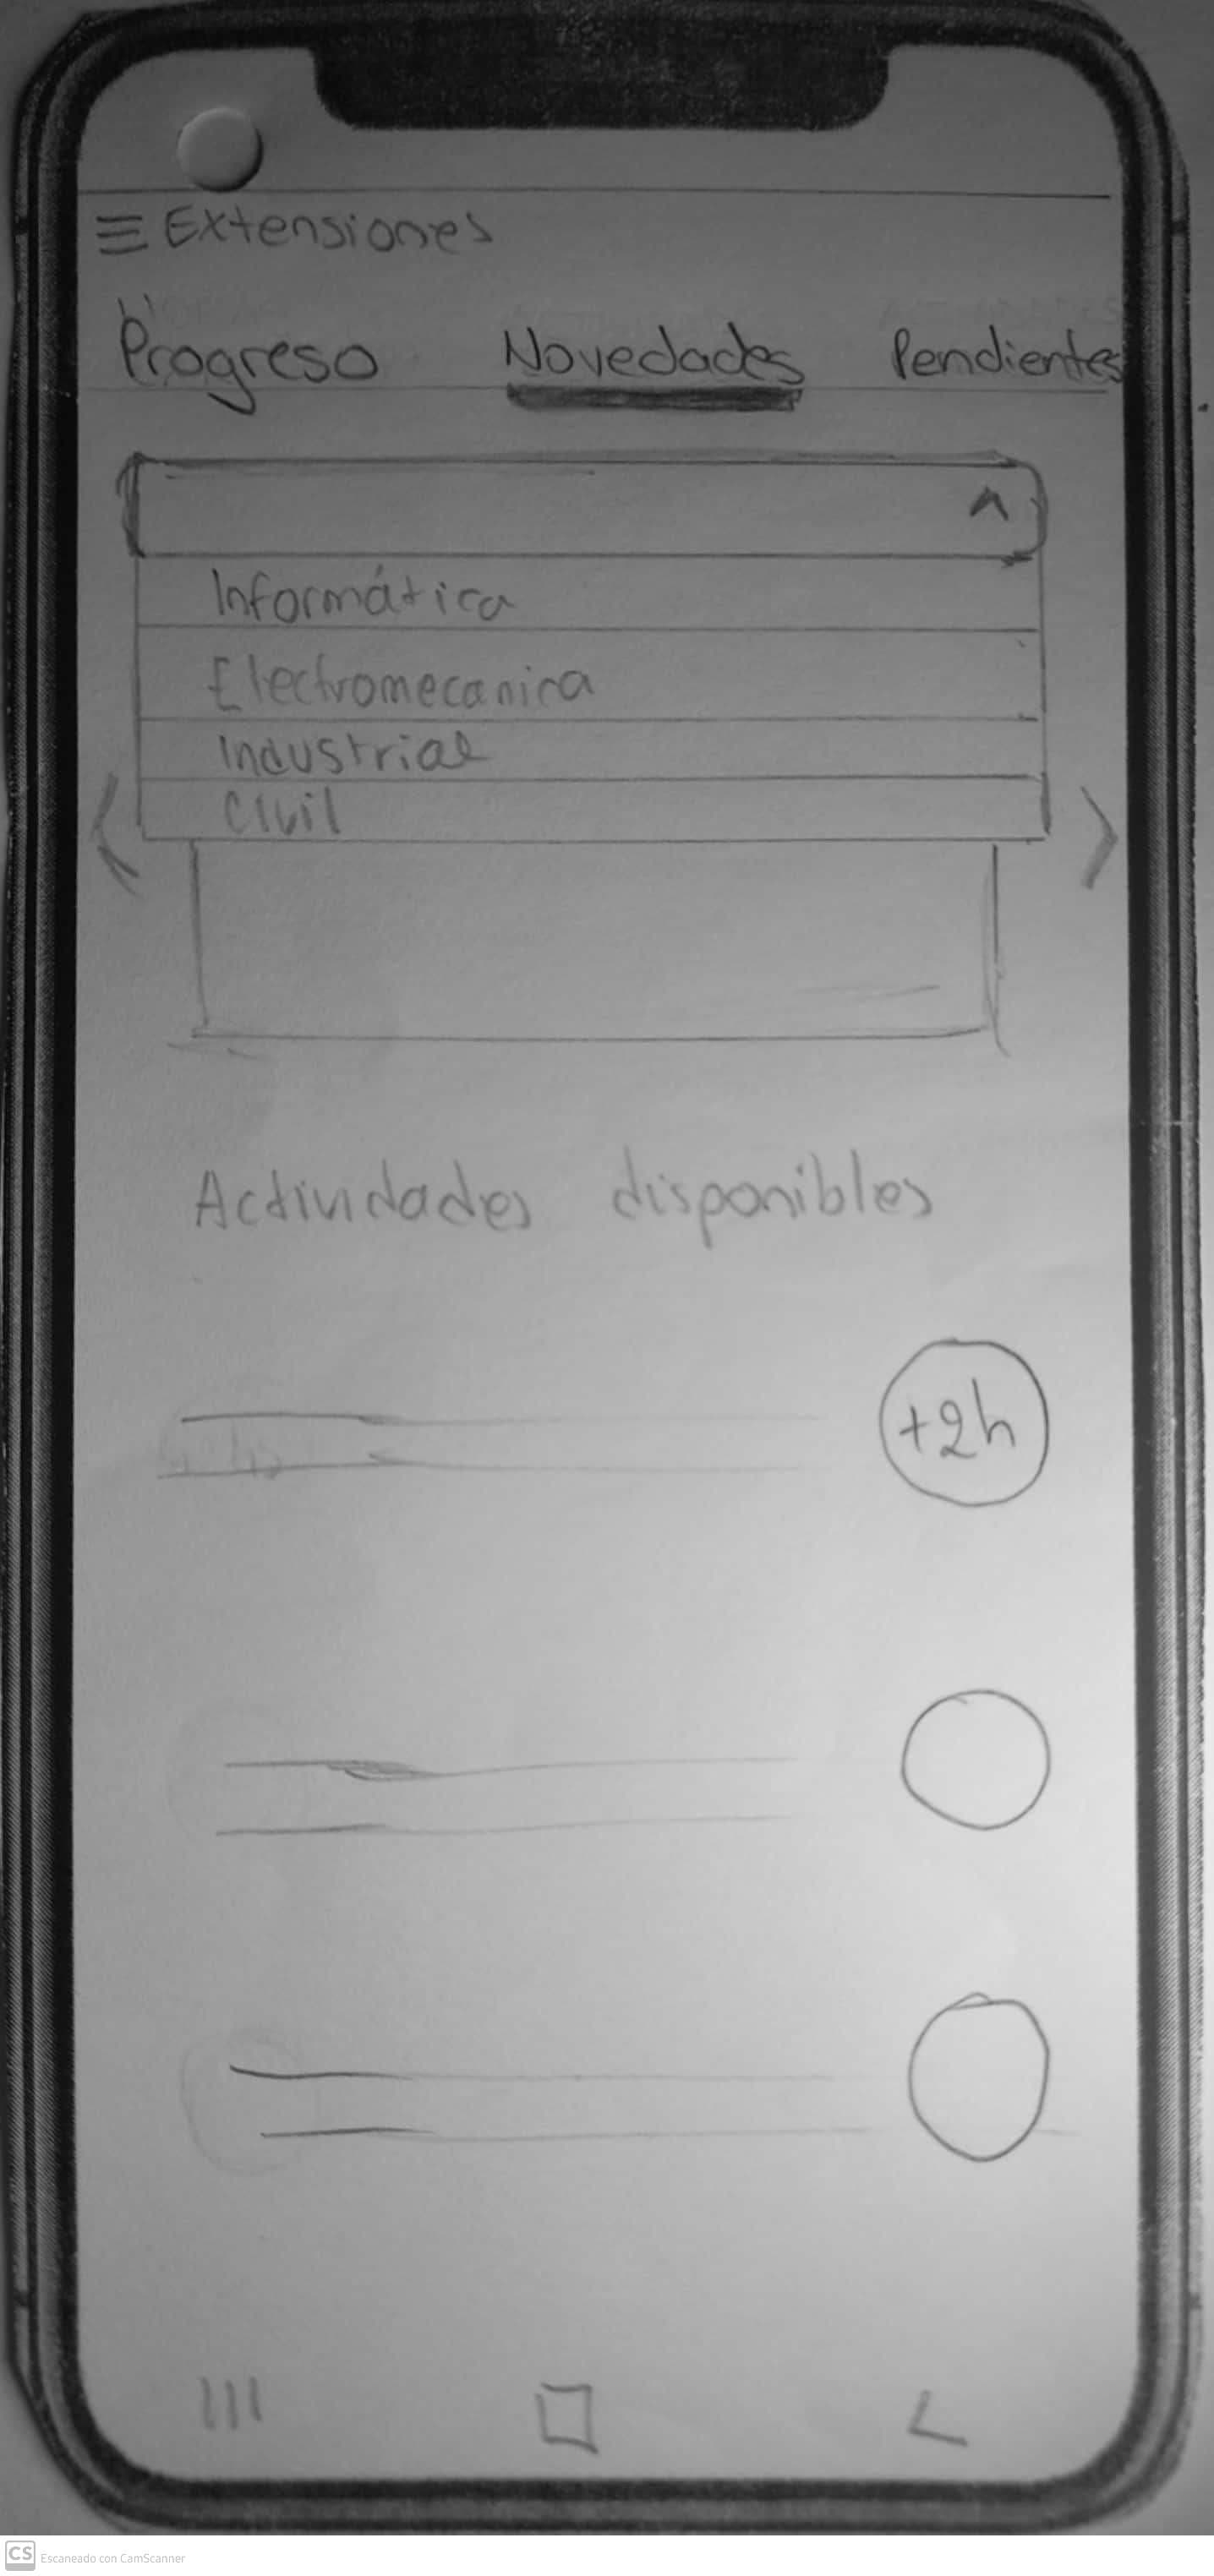 Extensiones
Progreso Novedades Pendientes
Informática
Electromecanica
Industrial
Civil
Actividades disponibles
+2h
CS Escaneado con CamScanner